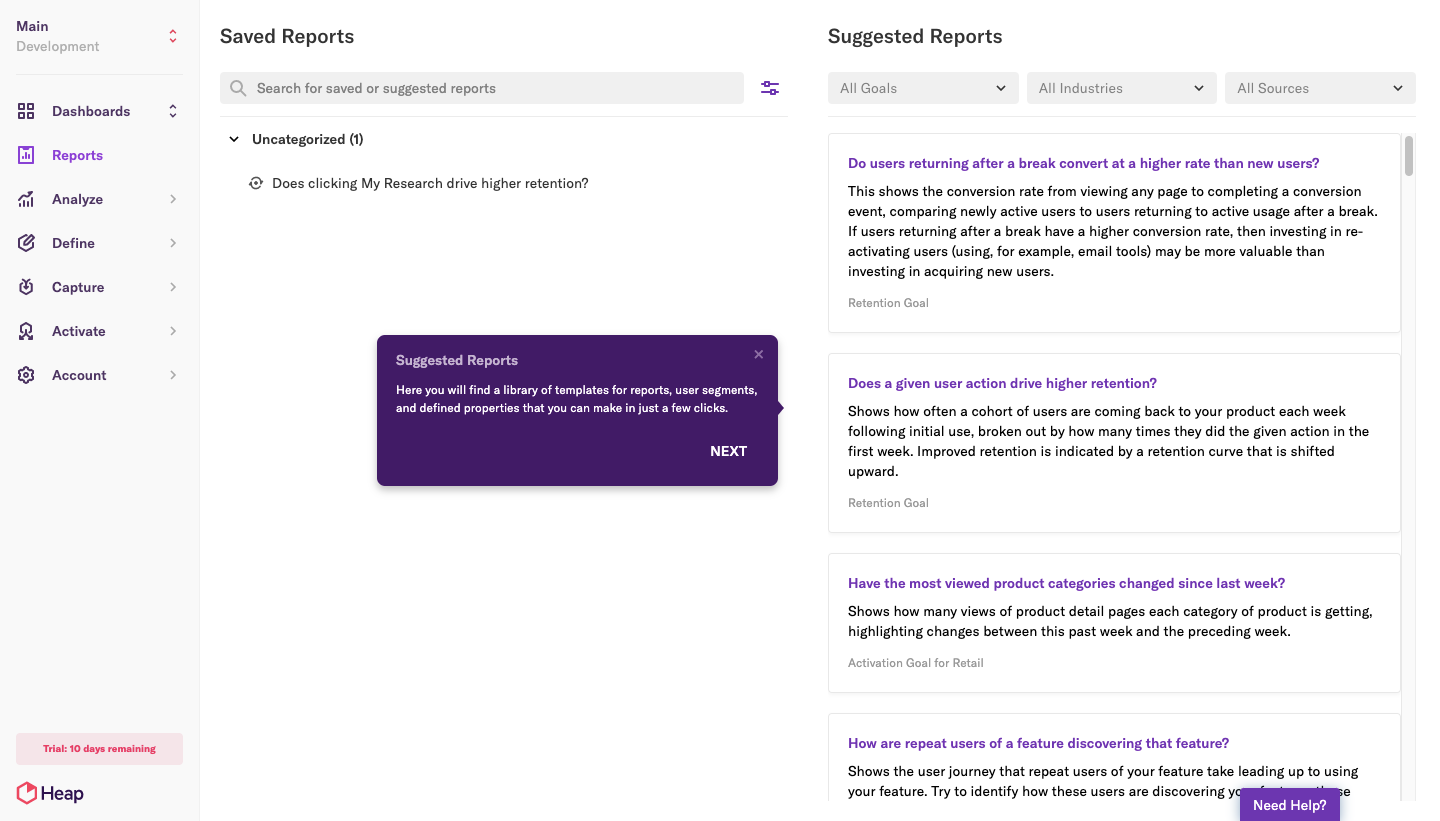 Main
Development
Dashboards
Reports
Analyze
Define
Capture
Activate
Account
Trial: 10 days remaining
Heap
Saved Reports
Search for saved or suggested reports
Uncategorized (1)
Does clicking My Research drive higher retention?
Suggested Reports
Here you will find a library of templates for reports, user segments,
and defined properties that you can make in just a few clicks.
NEXT
Suggested Reports
All Goals
All Industries
All Sources
Do users returning after a break convert at a higher rate than new users?
This shows the conversion rate from viewing any page to completing a conversion
event, comparing newly active users to users returning to active usage after a break.
If users returning after a break have a higher conversion rate, then investing in re-
activating users (using, for example, email tools) may be more valuable than
investing in acquiring new users.
Retention Goal
Does a given user action drive higher retention?
Shows how often a cohort of users are coming back to your product each week
following initial use, broken out by how many times they did the given action in the
first week. Improved retention is indicated by a retention curve that is shifted
upward.
Retention Goal
Have the most viewed product categories changed since last week?
Shows how many views of product detail pages each category of product is getting,
highlighting changes between this past week and the preceding week.
Activation Goal for Retail
How are repeat users of a feature discovering that feature?
Shows the user journey that repeat users of your feature take leading up to using
your feature. Try to identify how these users are discovering
Need Help?